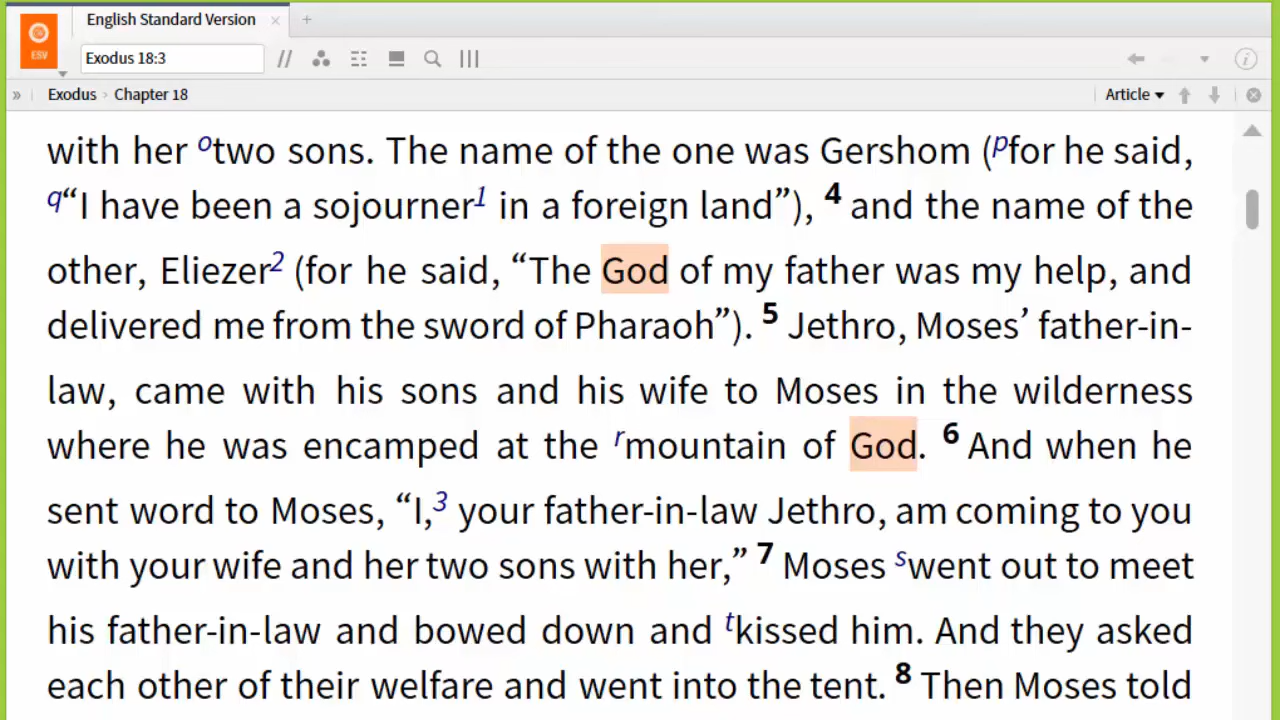 English Standard Version
ESV
Exodus 18:3
Exodus › Chapter 18
Article
with her otwo sons. The name of the one was Gershom (pfor he said,
q“I have been a sojourner1 in a foreign land”), 4 and the name of the
other, Eliezer2 (for he said, “The God of my father was my help, and
delivered me from the sword of Pharaoh”). 5 Jethro, Moses’ father-in-
law, came with his sons and his wife to Moses in the wilderness
where he was encamped at the rmountain of God. 6 And when he
sent word to Moses, “I,3 your father-in-law Jethro, am coming to you
with your wife and her two sons with her,” 7 Moses swent out to meet
his father-in-law and bowed down and tkissed him. And they asked
each other of their welfare and went into the tent. 8 Then Moses told